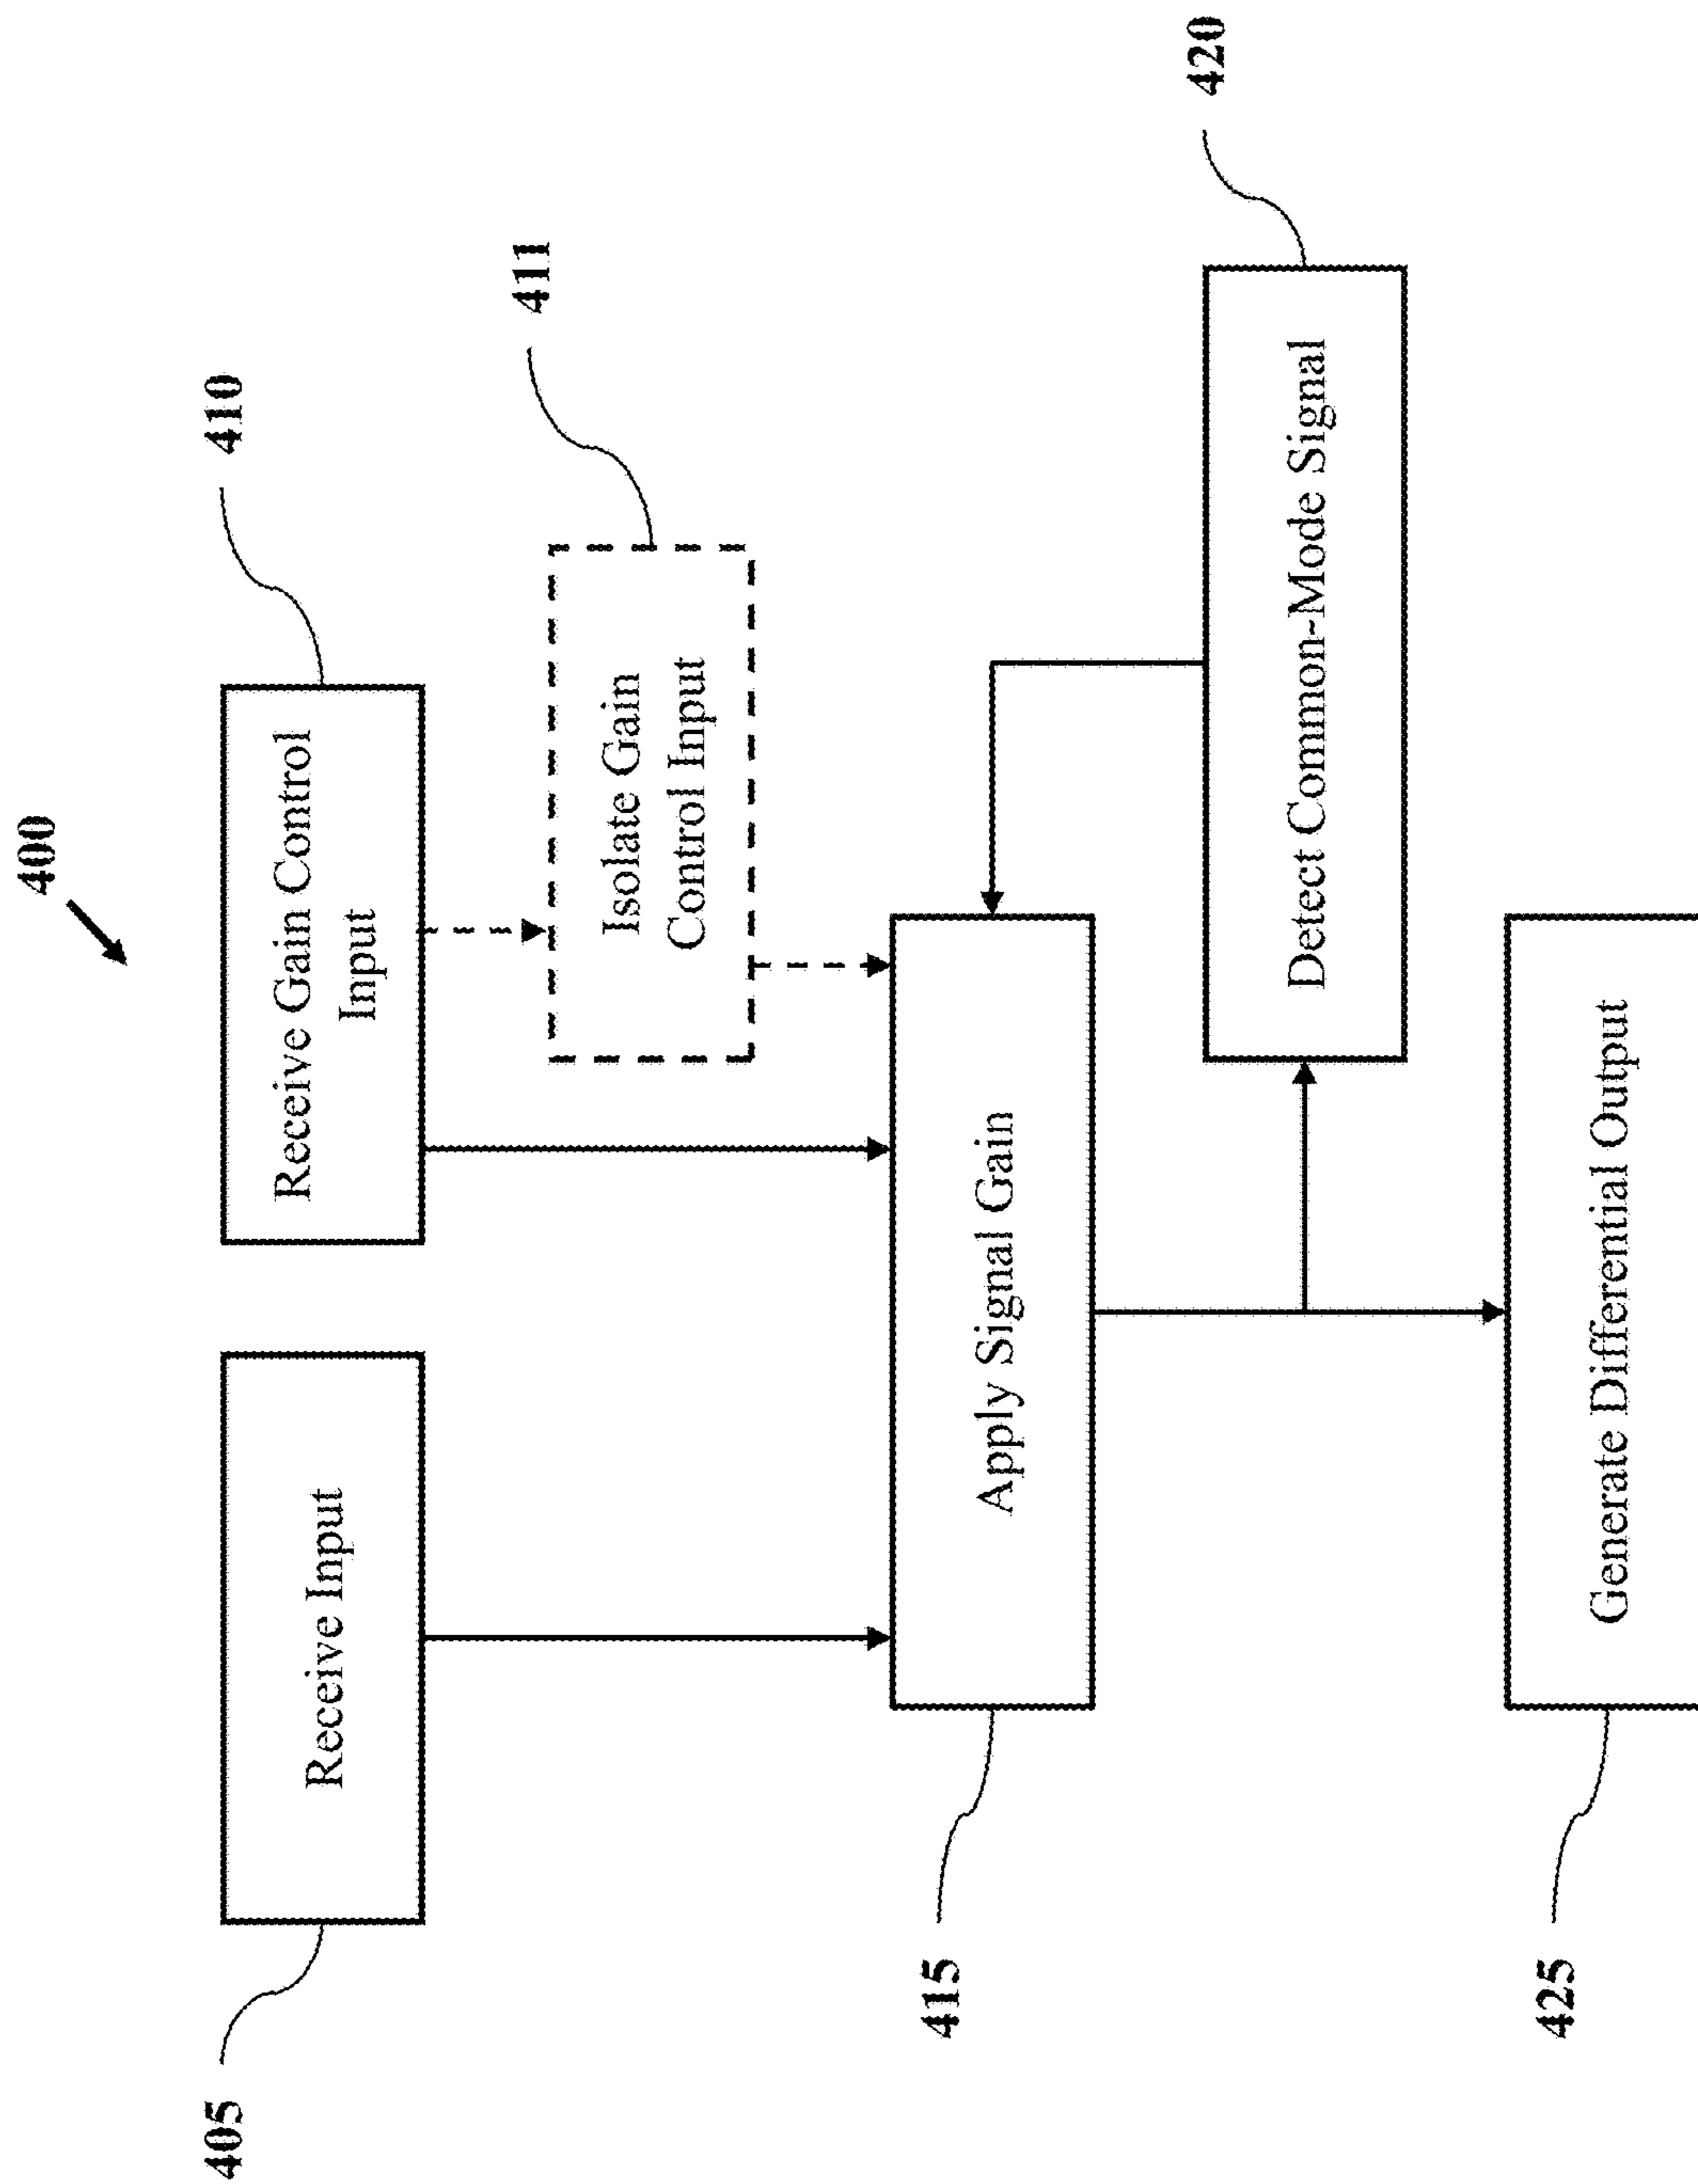 400
405
Receive Input
Receive Gain Control
Input
410
Isolate Gain
Control Input
411
415
Apply Signal Gain
Detect Common-Mode Signal
420
425
Generate Differential Output